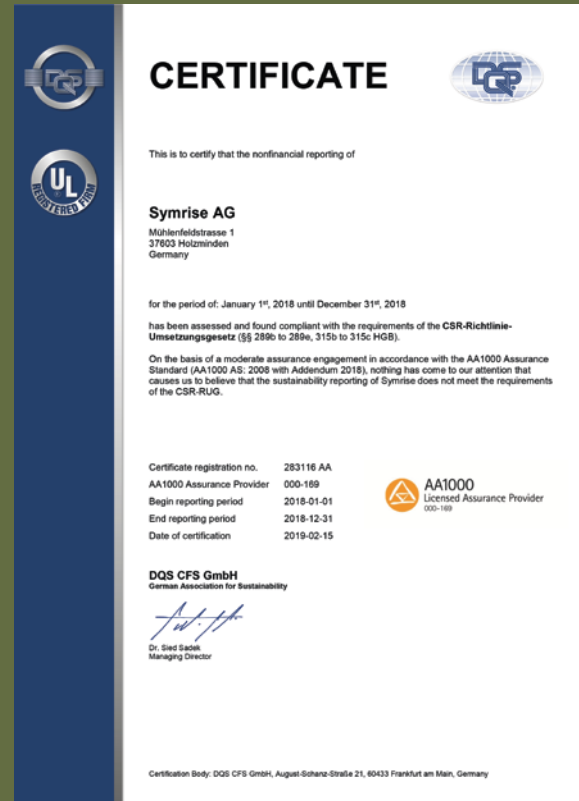 DQS
CERTIFICATE
DQS
UL
®
REGISTERED FIRM
This is to certify that the nonfinancial reporting of
Symrise AG
Mühlenfeldstrasse 1
37603 Holzminden
Germany
for the period of: January 1st, 2018 until December 31st, 2018
has been assessed and found compliant with the requirements of the CSR-Richtlinie-
Umsetzungsgesetz (§§ 289b to 289e, 315b to 315c HGB).
On the basis of a moderate assurance engagement in accordance with the AA1000 Assurance
Standard (AA1000 AS: 2008 with Addendum 2018), nothing has come to our attention that
causes us to believe that the sustainability reporting of Symrise does not meet the requirements
of the CSR-RUG.
Certificate registration no. 283116 AA
AA1000 Assurance Provider 000-169
Begin reporting period 2018-01-01
End reporting period 2018-12-31
Date of certification 2019-02-15
AA1000
Licensed Assurance Provider
000-169
DQS CFS GmbH
German Association for Sustainability
Dr. Sied Sadek
Managing Director
Certification Body: DQS CFS GmbH, August-Schanz-Straße 21, 60433 Frankfurt am Main, Germany